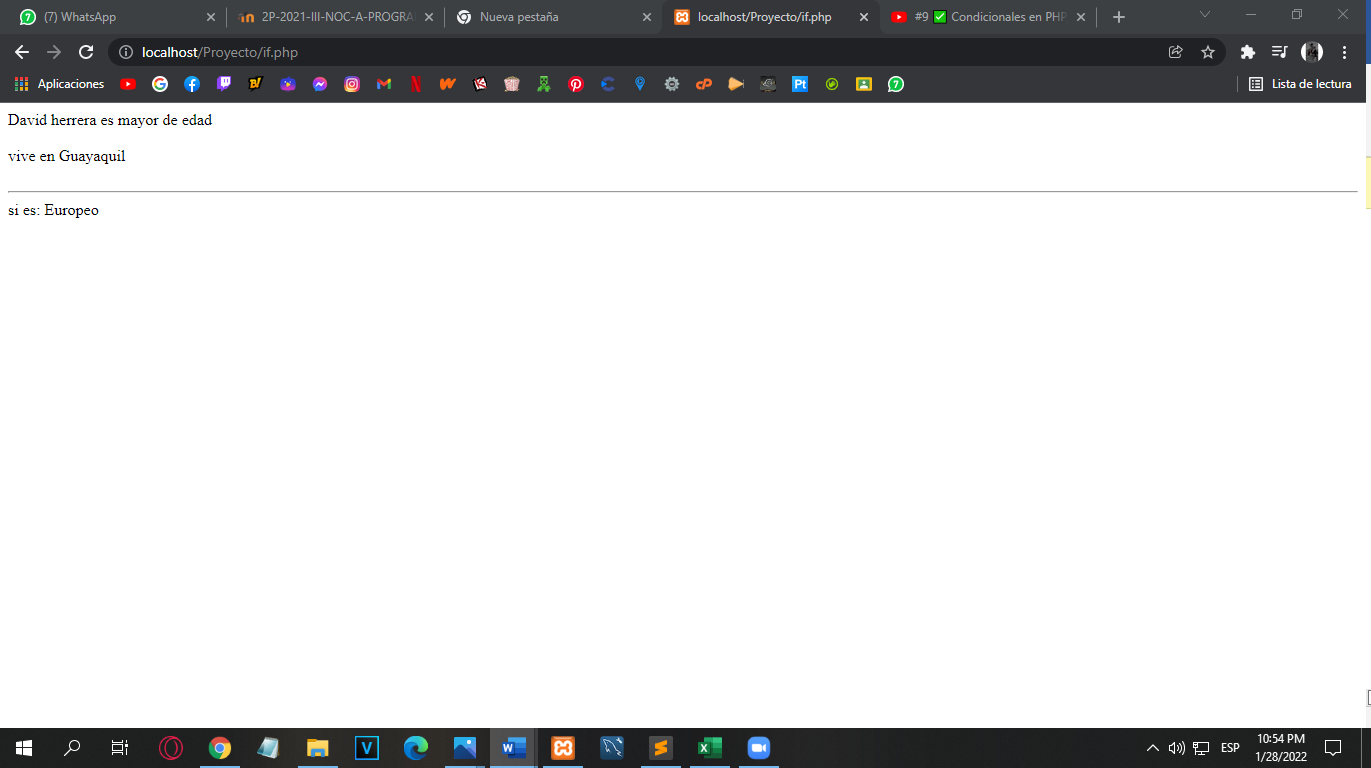 7 (7) WhatsApp 2P-2021-III-NOC-A-PROGRA Nueva pestaña localhost/Proyecto/if.php #9 ✅ Condicionales en PHP
localhost/Proyecto/if.php
Aplicaciones Lista de lectura
David herrera es mayor de edad
vive en Guayaquil
si es: Europeo
ESP
10:54 PM
1/28/2022